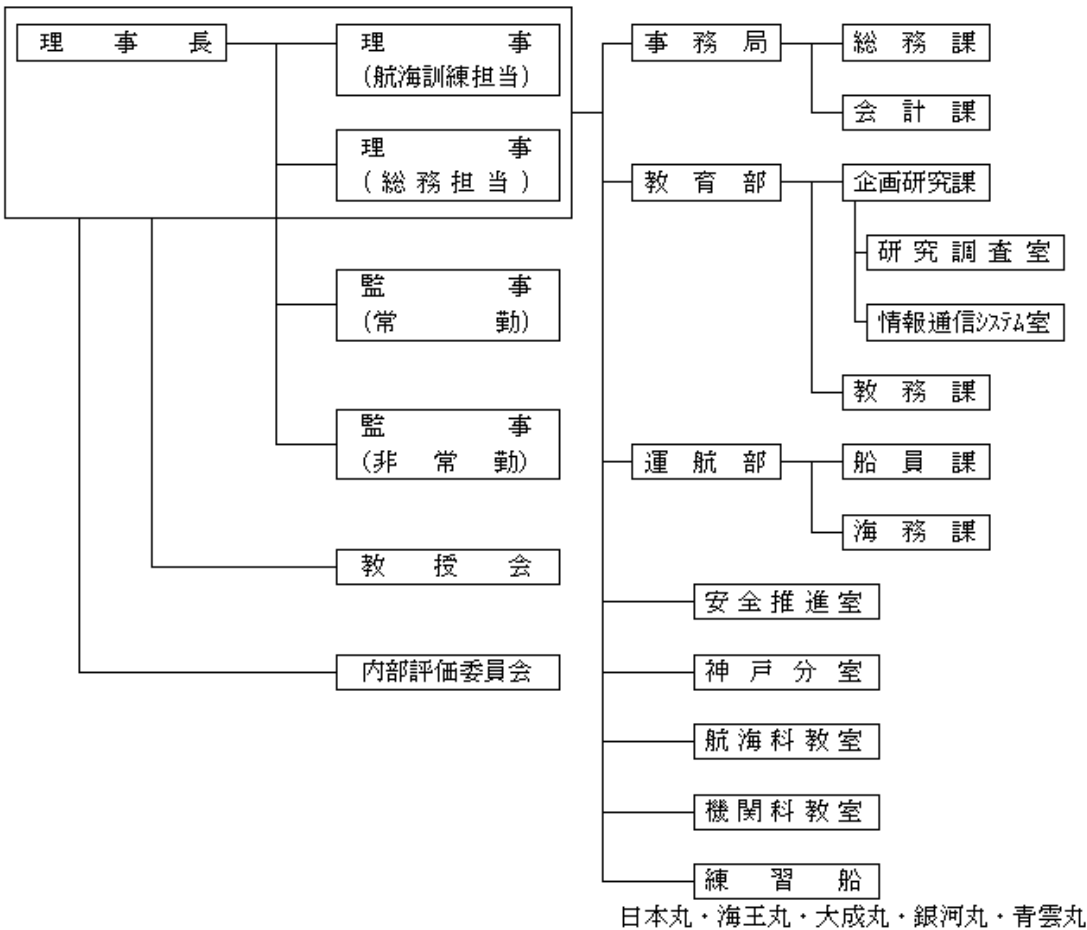 理事長
理事
(航海訓練担当)
理事
(総務担当)
監事
(常勤)
監事
(非常勤)
教授会
内部評価委員会
事務局
総務課
会計課
教育部
企画研究課
研究調査室
情報通信ｼｽﾃﾑ室
教務課
運航部
船員課
海務課
安全推進室
神戸分室
航海科教室
機関科教室
練習船
日本丸・海王丸・大成丸・銀河丸・青雲丸